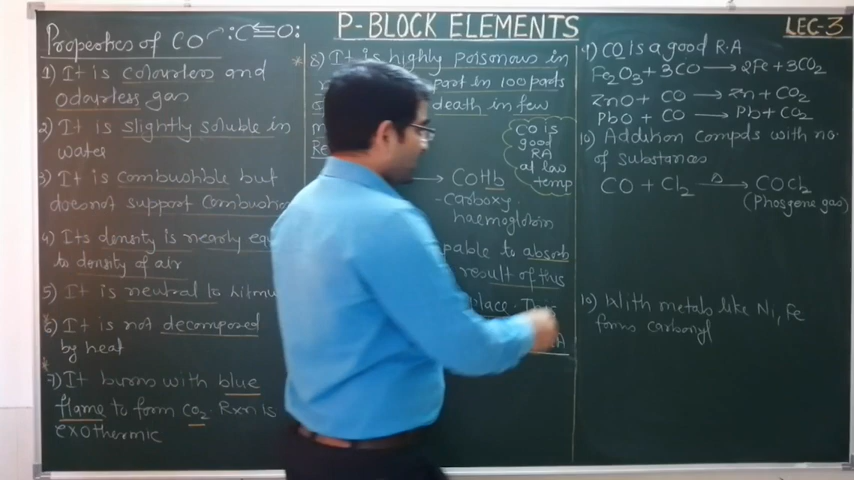 P-BLOCK ELEMENTS
LEC-3
Properties of CO :C≡O:
1) It is colourless and
odourless gas
2) It is slightly soluble in
water
3) It is combustible but
doesnot support combustion
4) Its density is nearly
to density of air
5) It is neutral to
6) It is not decomposed
by heat
7) It burns with blue
flame to form CO2. Rxn is
exothermic
8) It is highly poisonous in
part in 100 parts
death in few
CO is
good
RA
at low
temp
→ COHb
-carboxy
haemoglobin
to absorb
result of this
place.
9) CO is a good R.A
Fe2O3 + 3CO → 2Fe + 3CO2
ZnO + CO → Zn + CO2
PbO + CO → Pb + CO2
10) Addition compds with no.
of substances
CO + Cl2 →Δ COCl2
(Phosgene gas)
10) With metals like Ni, Fe
forms carbonyl